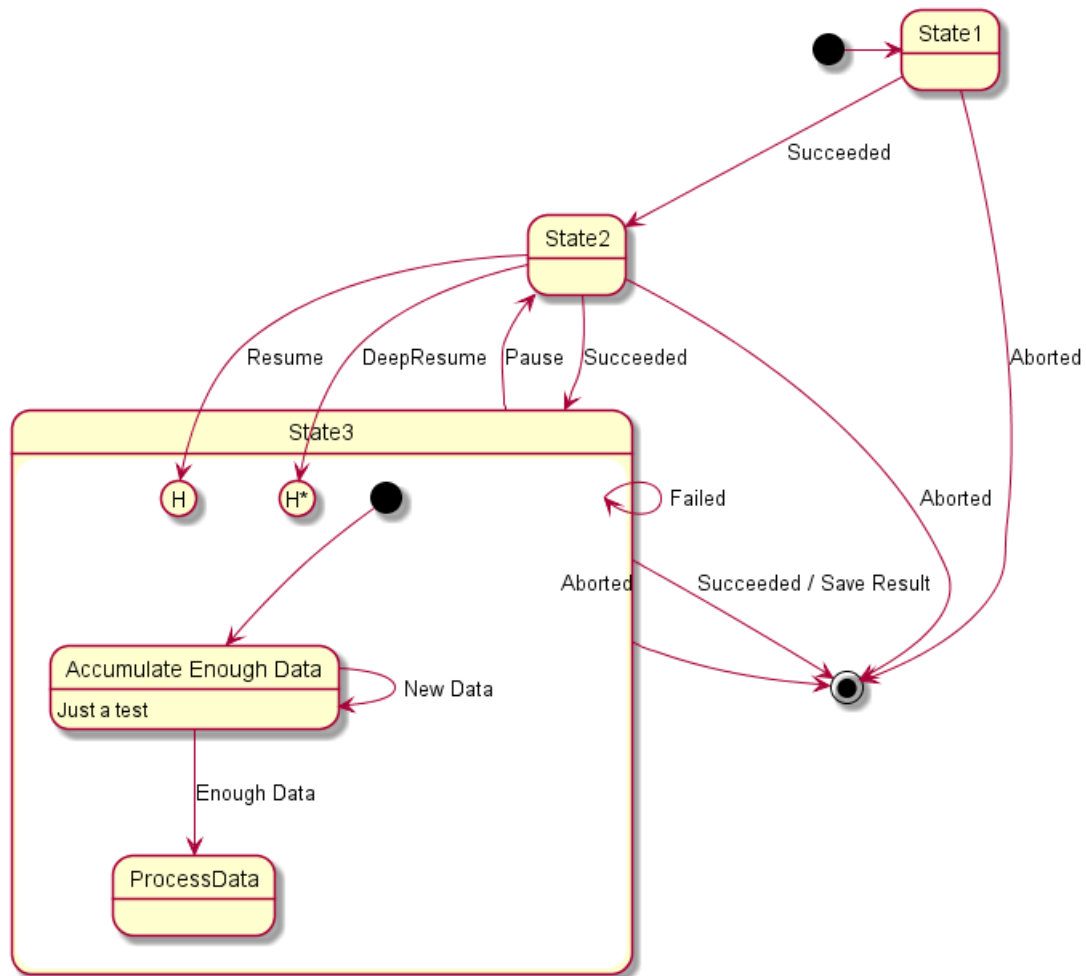 State1
Succeeded
State2
Resume
DeepResume
Pause
Succeeded
Aborted
State3
H
H*
Failed
Aborted
Aborted
Succeeded / Save Result
Accumulate Enough Data
New Data
Just a test
Enough Data
ProcessData